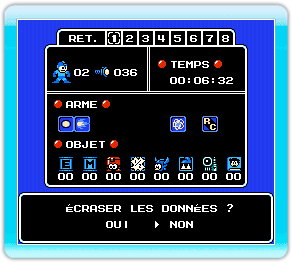 RET. 1 2 3 4 5 6 7 8
02 036
TEMPS
00:06:32
ARME
RC
OBJET
E M
00 00 00 00 00 00 00 00
ÉCRASER LES DONNÉES ?
OUI NON